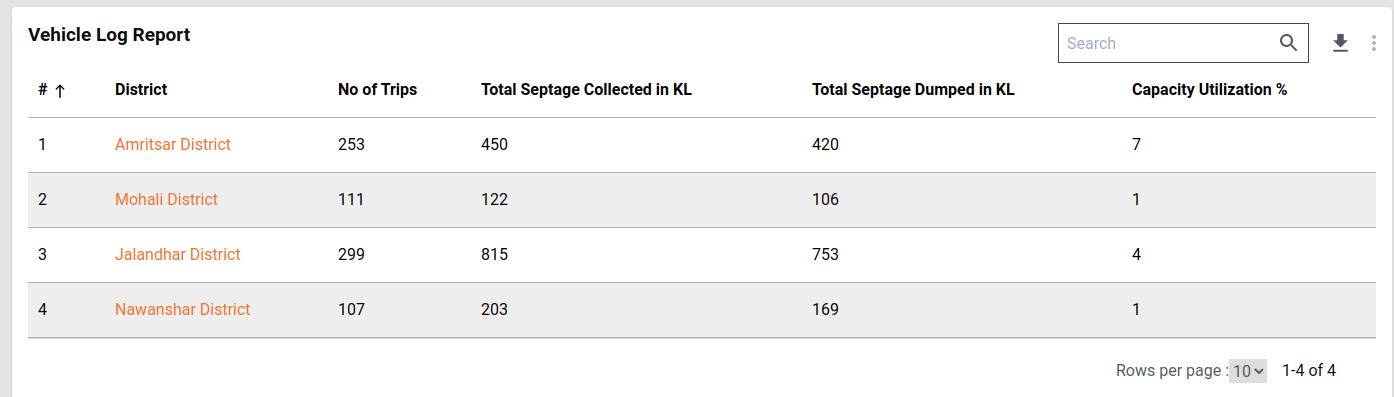 Vehicle Log Report
Search
# ↑ District No of Trips Total Septage Collected in KL Total Septage Dumped in KL Capacity Utilization %
1 Amritsar District 253 450 420 7
2 Mohali District 111 122 106 1
3 Jalandhar District 299 815 753 4
4 Nawanshar District 107 203 169 1
Rows per page : 10 1-4 of 4